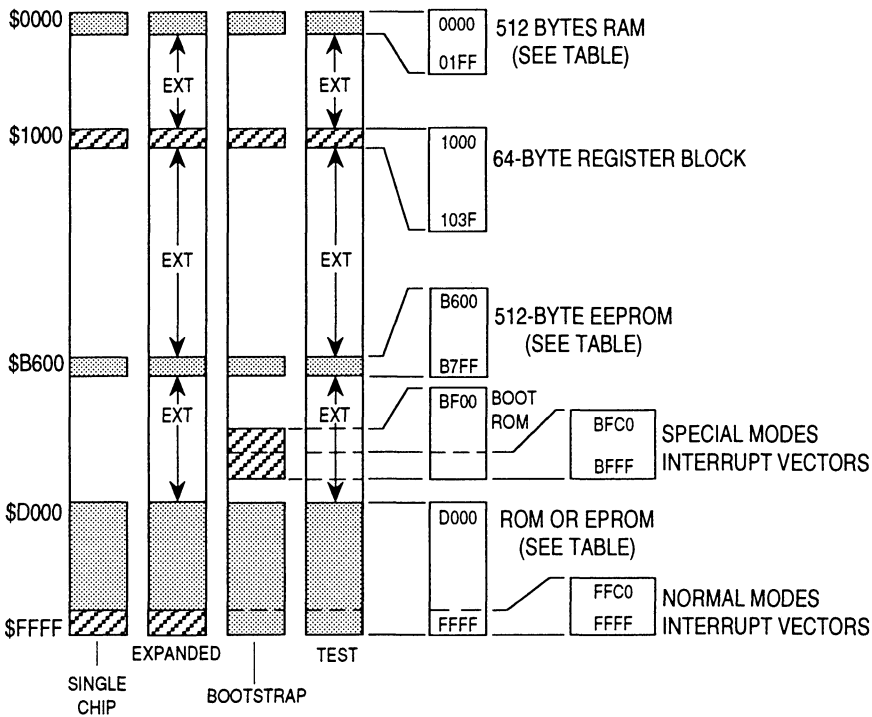 $0000
$1000
$B600
$D000
$FFFF
EXT
EXT
EXT
EXT
EXT
EXT
0000
01FF
512 BYTES RAM
(SEE TABLE)
1000
103F
64-BYTE REGISTER BLOCK
B600
B7FF
512-BYTE EEPROM
(SEE TABLE)
BF00
BOOT
ROM
BFC0
BFFF
SPECIAL MODES
INTERRUPT VECTORS
D000
FFFF
ROM OR EPROM
(SEE TABLE)
FFC0
FFFF
NORMAL MODES
INTERRUPT VECTORS
SINGLE
CHIP
EXPANDED
BOOTSTRAP
TEST